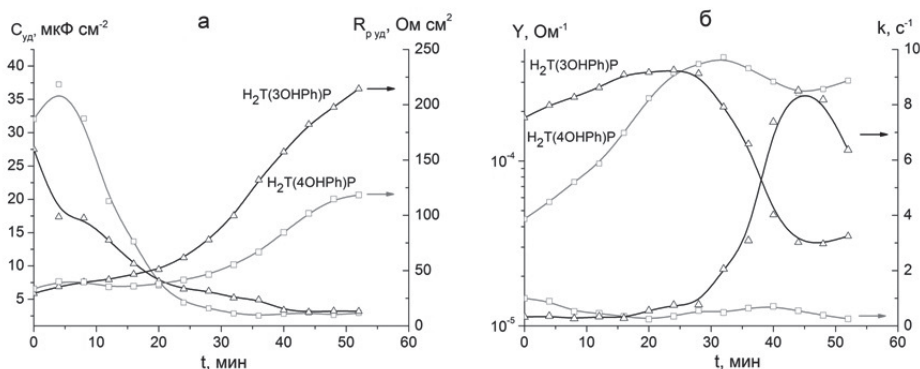 Cуд, мкФ см-2
а
Rр уд, Ом см2
40
35
30
25
20
15
10
5
250
200
150
100
50
0
H2T(3OHPh)P
H2T(4OHPh)P
0 10 20 30 40 50 60
t, мин
Y, Ом-1
б
k, с-1
10-4
10-5
10
8
6
4
2
0
H2T(3OHPh)P
H2T(4OHPh)P
0 10 20 30 40 50 60
t, мин